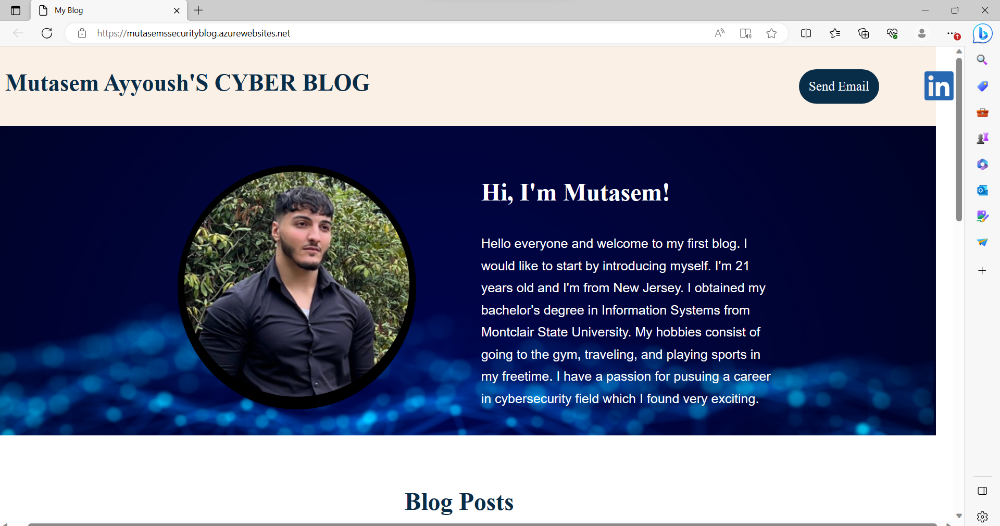 My Blog
https://mutasemssecurityblog.azurewebsites.net
Mutasem Ayyoush'S CYBER BLOG
Send Email
in
Hi, I'm Mutasem!
Hello everyone and welcome to my first blog. I
would like to start by introducing myself. I'm 21
years old and I'm from New Jersey. I obtained my
bachelor's degree in Information Systems from
Montclair State University. My hobbies consist of
going to the gym, traveling, and playing sports in
my freetime. I have a passion for pusuing a career
in cybersecurity field which I found very exciting.
Blog Posts